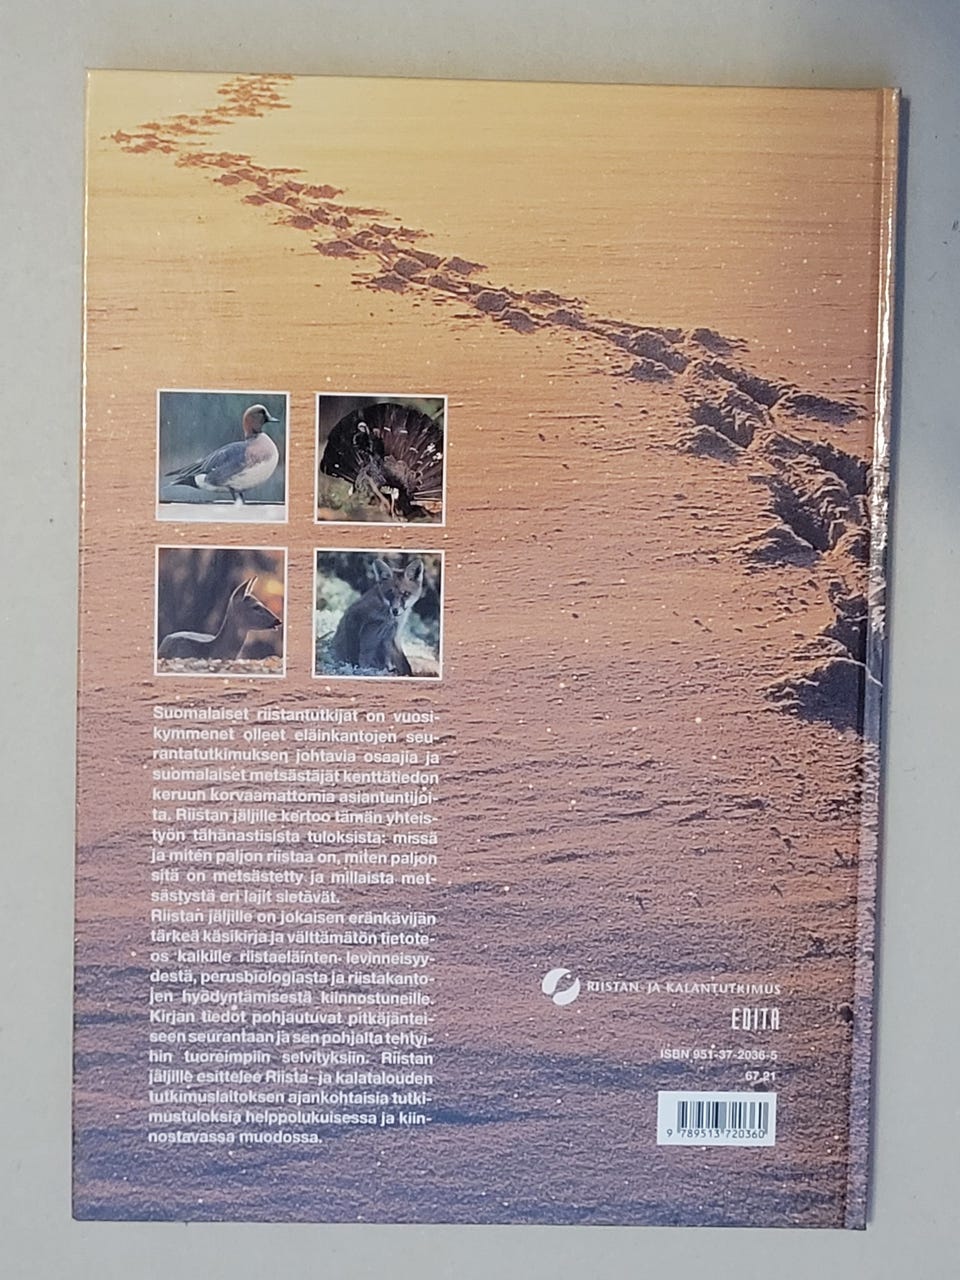 Suomalaiset riistantutkijat on vuosi-
kymmenet olleet eläinkantojen seu-
rantatutkimuksen johtavia osaajia ja
suomalaiset metsästäjät kenttätiedon
keruun korvaamattomia asiantuntijoi-
ta. Riistan jäljille kertoo tämän yhteis-
työn tähänastisista tuloksista: missä
ja miten paljon riistaa on, miten paljon
sitä on metsästetty ja millaista met-
sästystä eri lajit sietävät.
Riistan jäljille on jokaisen eränkävijän
tärkeä käsikirja ja välttämätön tietote-
os kaikille riistaeläinten levinneisyy-
destä, perusbiologiasta ja riistakanto-
jen hyödyntämisestä kiinnostuneille.
Kirjan tiedot pohjautuvat pitkäjäntei-
seen seurantaan ja sen pohjalta tehtyi-
hin tuoreimpiin selvityksiin. Riistan
jäljille esittelee Riista- ja kalatalouden
tutkimuslaitoksen ajankohtaisia tutki-
mustuloksia helppolukuisessa ja kiin-
nostavassa muodossa.
RIISTAN- JA KALANTUTKIMUS
EDITA
ISBN 951-37-2036-5
67.21
9 789513 720360